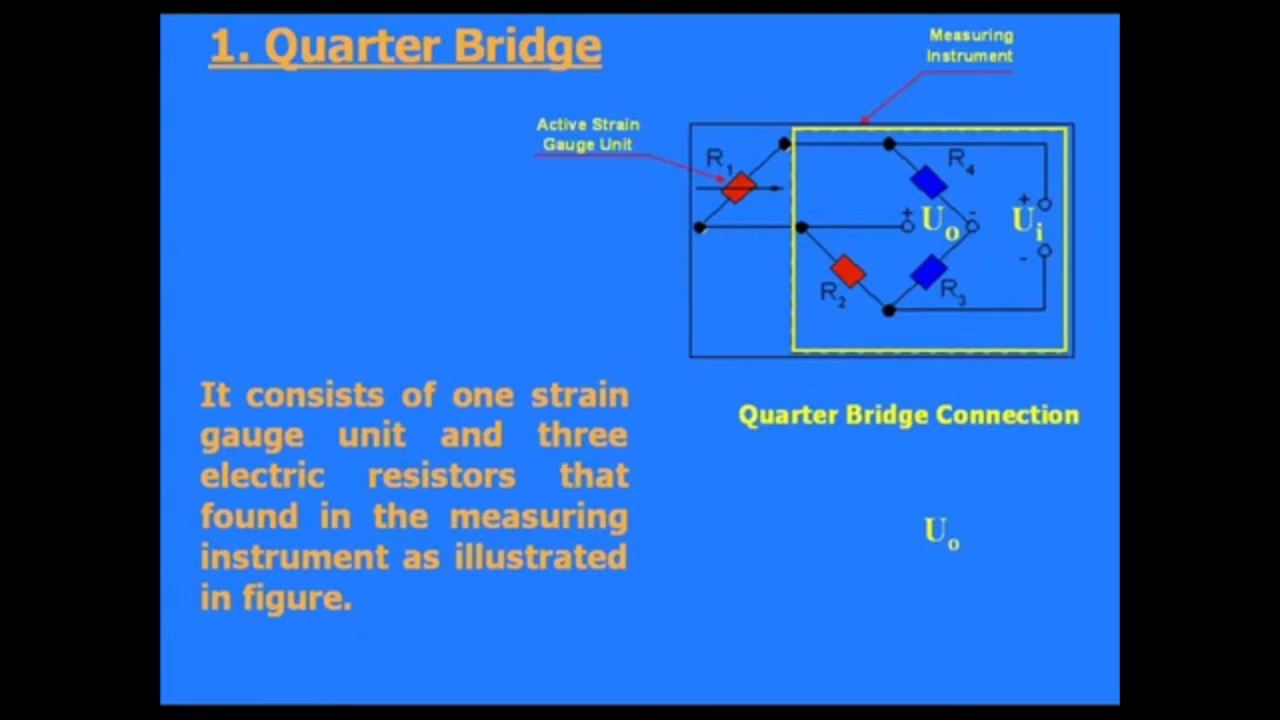 1. Quarter Bridge
Measuring
Instrument
Active Strain
Gauge Unit
R1
R4
+
Uo
-
+
Ui
-
R2
R3
It consists of one strain
gauge unit and three
electric resistors that
found in the measuring
instrument as illustrated
in figure.
Quarter Bridge Connection
Uo